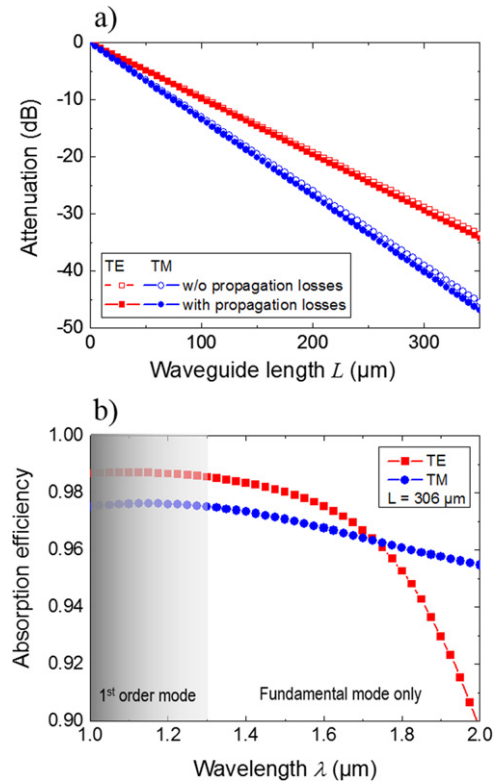 a)
0
-10
-20
-30
-40
-50
Attenuation (dB)
TE TM
w/o propagation losses
with propagation losses
0 100 200 300
Waveguide length L (μm)
b)
1.00
0.98
0.96
0.94
0.92
0.90
Absorption efficiency
TE
TM
L = 306 μm
1st order mode
Fundamental mode only
1.0 1.2 1.4 1.6 1.8 2.0
Wavelength λ (μm)